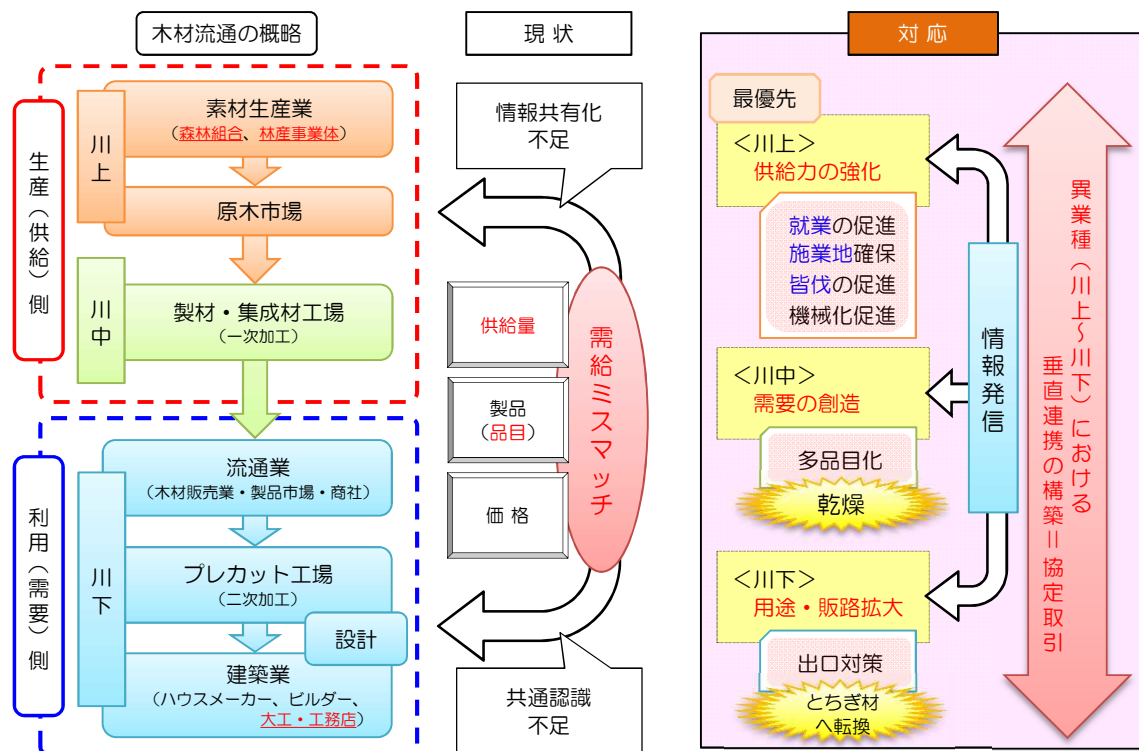 木材流通の概略
生産（供給）側
川上
素材生産業
（森林組合、林産事業体）
原木市場
川中
製材・集成材工場
（一次加工）
利用（需要）側
川下
流通業
（木材販売業・製品市場・商社）
プレカット工場
（二次加工）
設計
建築業
（ハウスメーカー、ビルダー、
大工・工務店）
現 状
情報共有化
不足
供給量
製品
（品目）
価 格
需給ミスマッチ
共通認識
不足
対 応
最優先
＜川上＞
供給力の強化
就業の促進
施業地確保
皆伐の促進
機械化促進
＜川中＞
需要の創造
多品目化
乾燥
＜川下＞
用途・販路拡大
出口対策
とちぎ材
へ転換
情報発信
異業種（川上～川下）における
垂直連携の構築＝協定取引